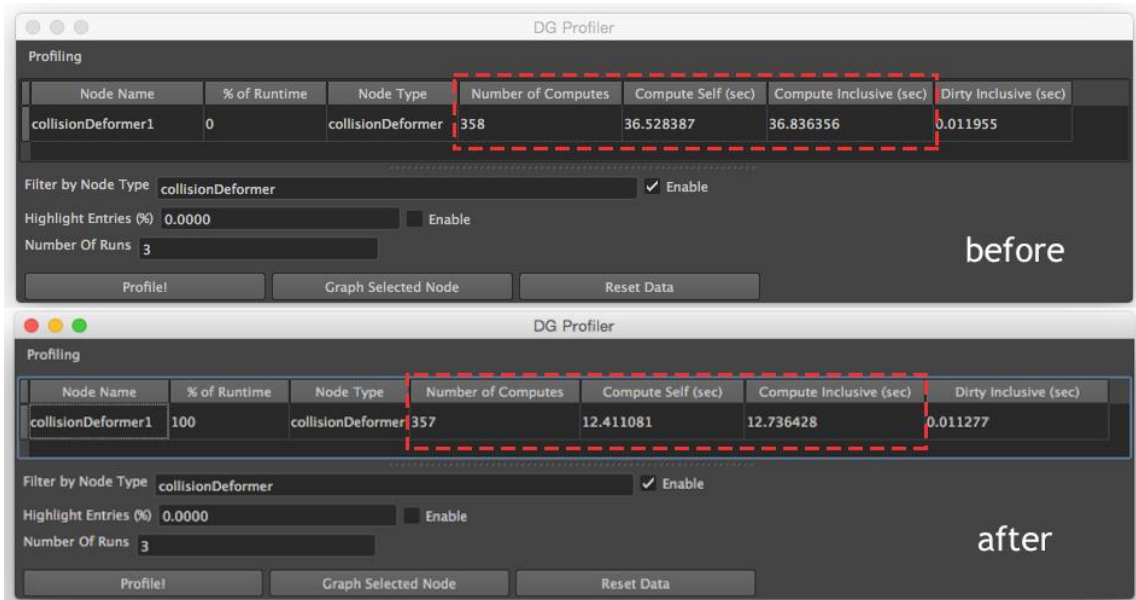 DG Profiler
Profiling
Node Name % of Runtime Node Type Number of Computes Compute Self (sec) Compute Inclusive (sec) Dirty Inclusive (sec)
collisionDeformer1 0 collisionDeformer 358 36.528387 36.836356 0.011955
Filter by Node Type collisionDeformer Enable
Highlight Entries (%) 0.0000 Enable
Number Of Runs 3
before
Profile! Graph Selected Node Reset Data
DG Profiler
Profiling
Node Name % of Runtime Node Type Number of Computes Compute Self (sec) Compute Inclusive (sec) Dirty Inclusive (sec)
collisionDeformer1 100 collisionDeformer 357 12.411081 12.736428 0.011277
Filter by Node Type collisionDeformer Enable
Highlight Entries (%) 0.0000 Enable
Number Of Runs 3
after
Profile! Graph Selected Node Reset Data